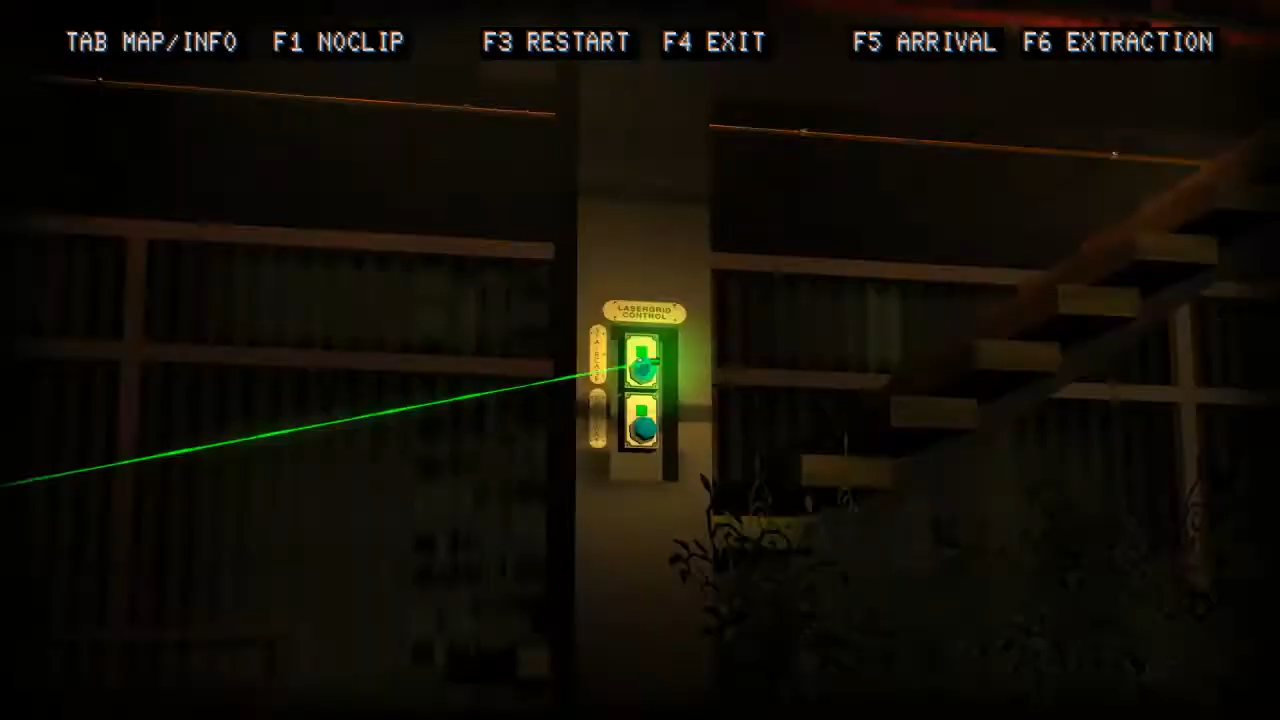 TAB MAP/INFO F1 NOCLIP F3 RESTART F4 EXIT F5 ARRIVAL F6 EXTRACTION
LASERGRID
CONTROL